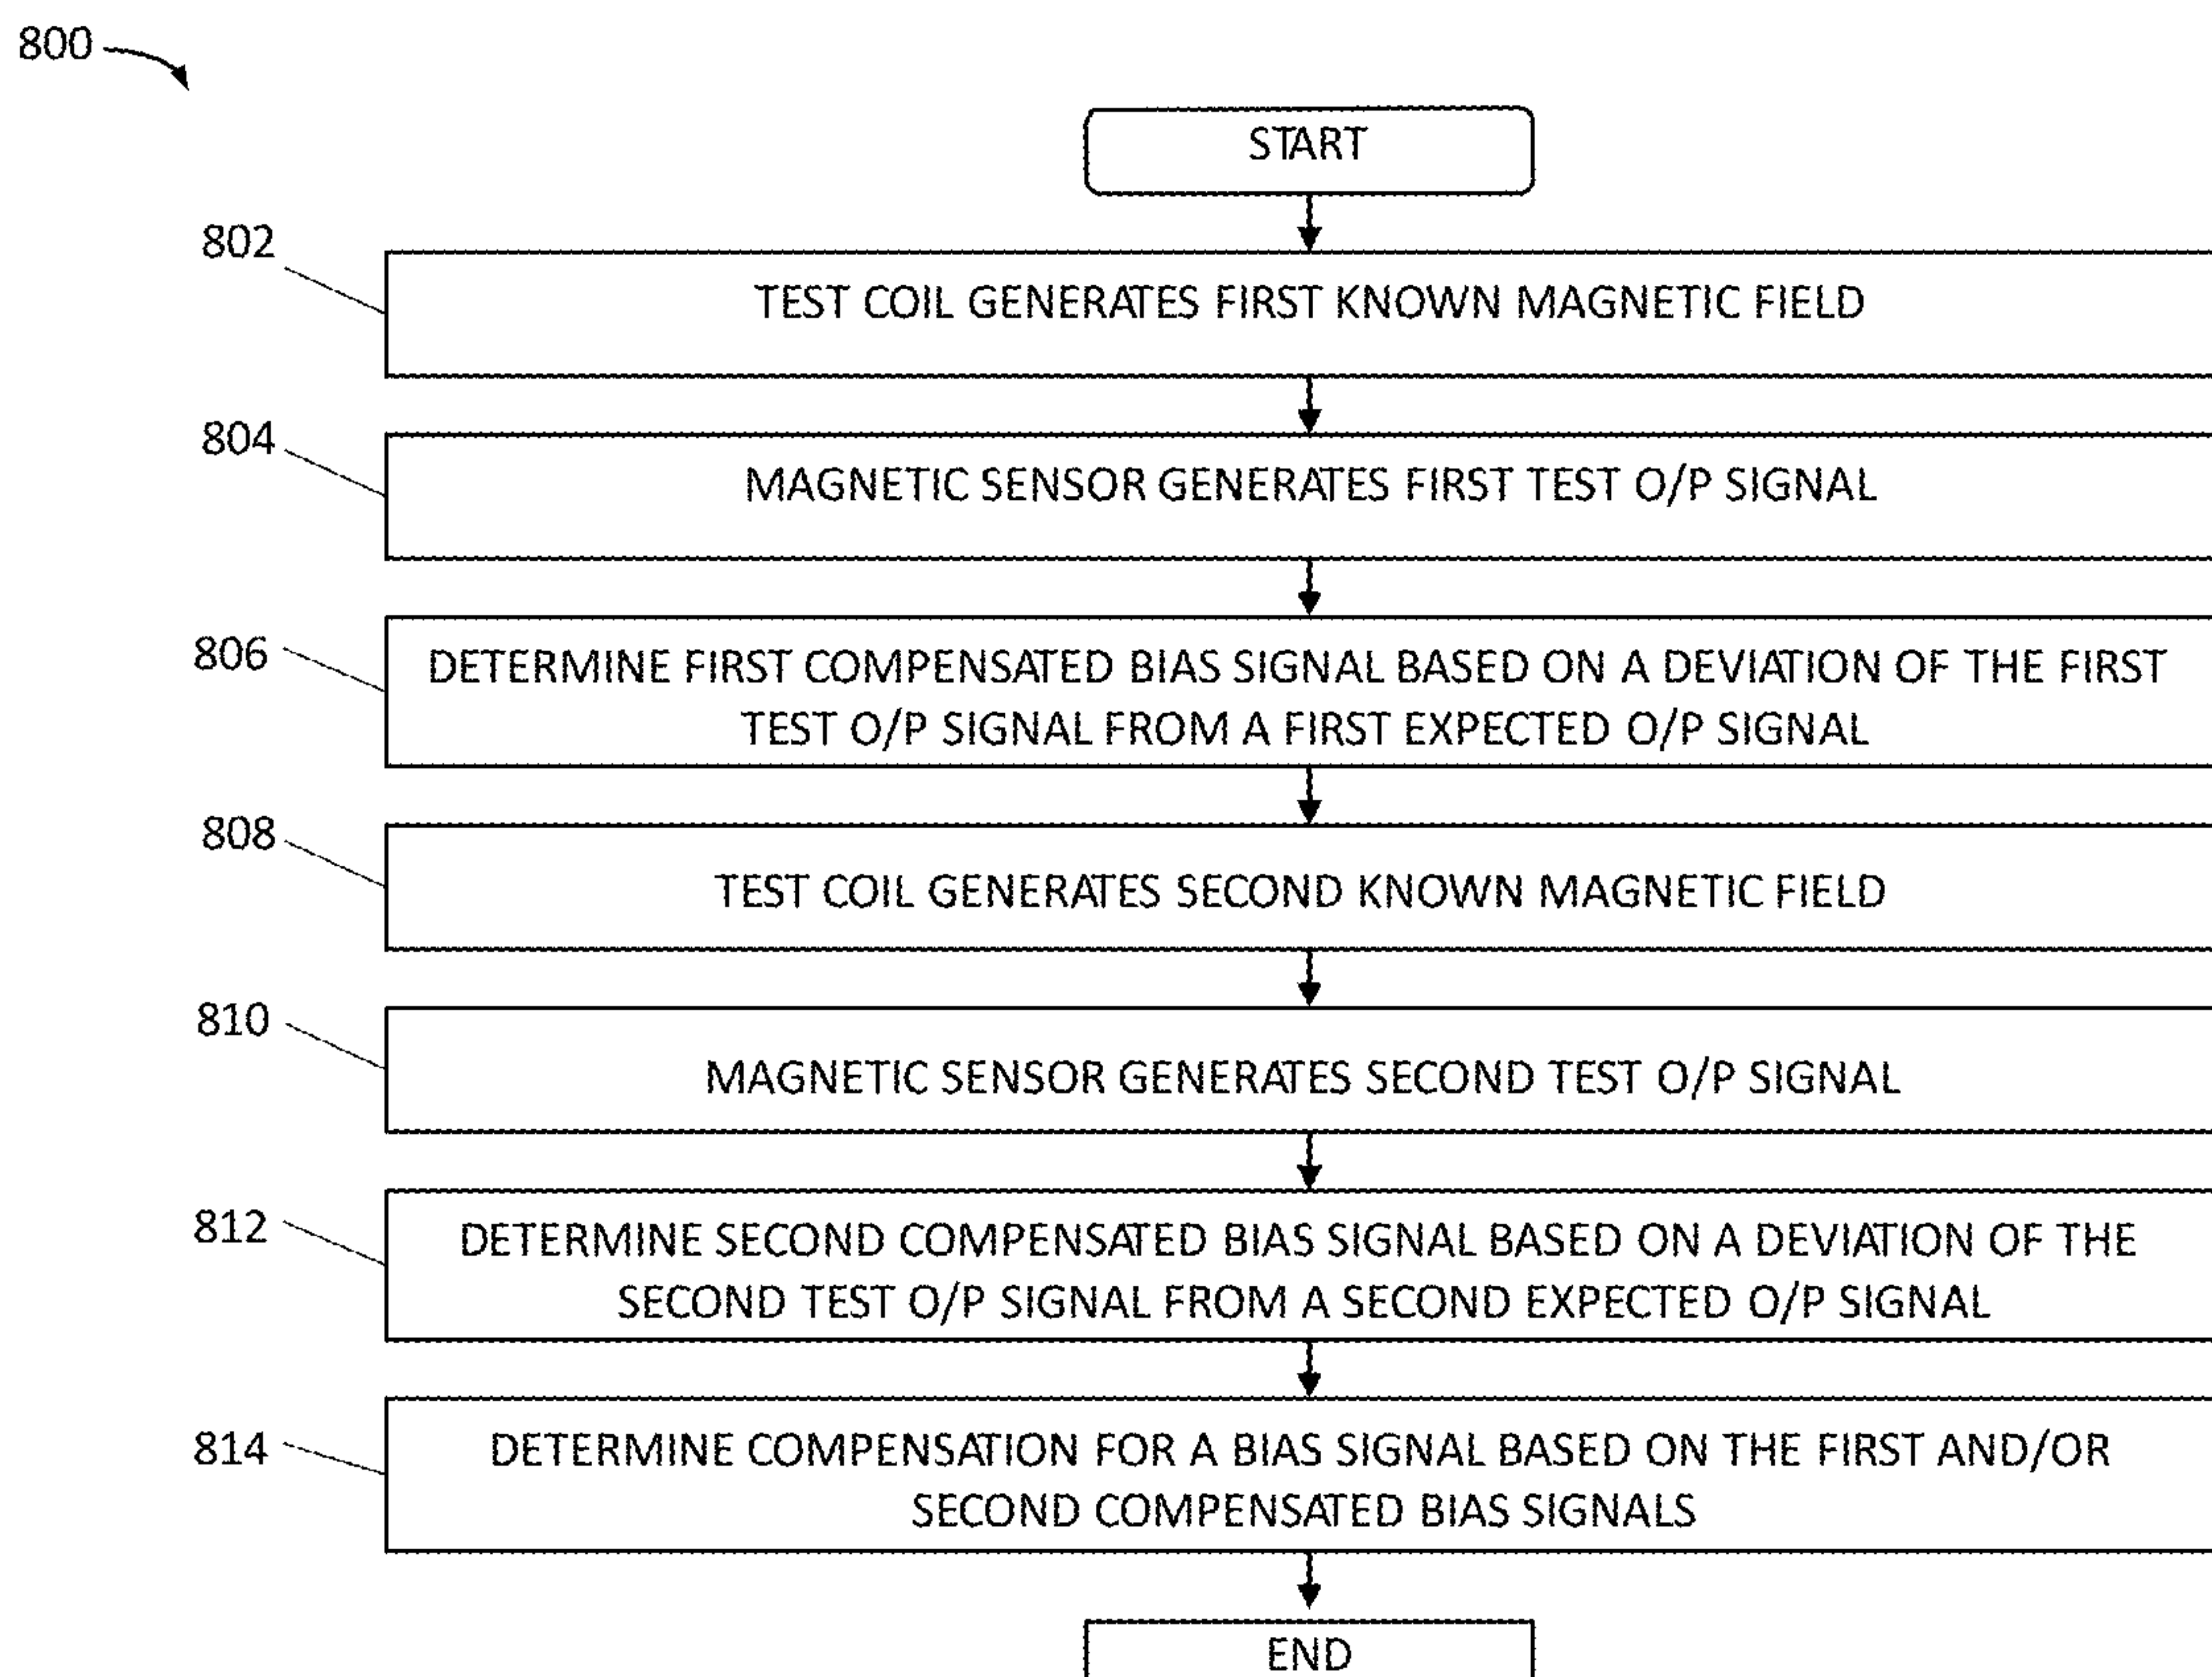 800
START
802
TEST COIL GENERATES FIRST KNOWN MAGNETIC FIELD
804
MAGNETIC SENSOR GENERATES FIRST TEST O/P SIGNAL
806
DETERMINE FIRST COMPENSATED BIAS SIGNAL BASED ON A DEVIATION OF THE FIRST
TEST O/P SIGNAL FROM A FIRST EXPECTED O/P SIGNAL
808
TEST COIL GENERATES SECOND KNOWN MAGNETIC FIELD
810
MAGNETIC SENSOR GENERATES SECOND TEST O/P SIGNAL
812
DETERMINE SECOND COMPENSATED BIAS SIGNAL BASED ON A DEVIATION OF THE
SECOND TEST O/P SIGNAL FROM A SECOND EXPECTED O/P SIGNAL
814
DETERMINE COMPENSATION FOR A BIAS SIGNAL BASED ON THE FIRST AND/OR
SECOND COMPENSATED BIAS SIGNALS
END